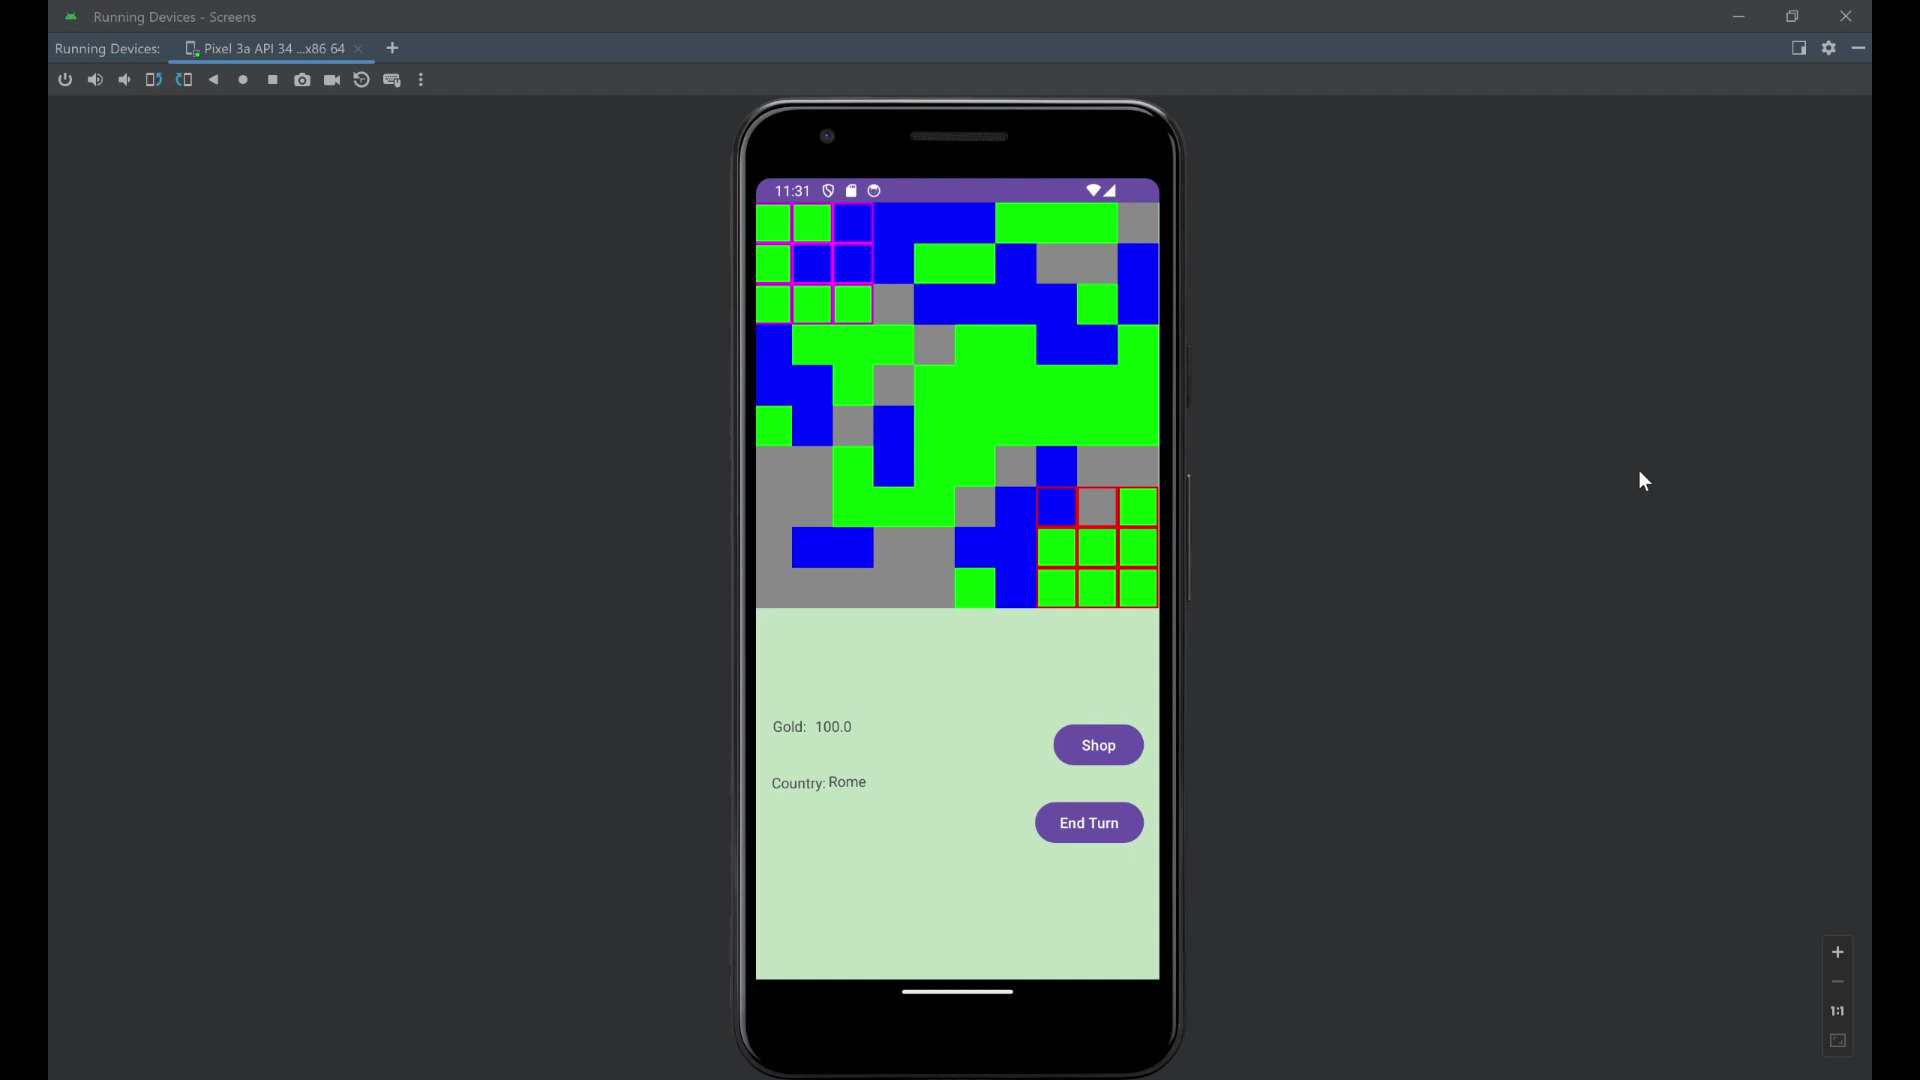 Running Devices - Screens
Running Devices: Pixel 3a API 34 ...x86 64
11:31
Gold: 100.0
Shop
Country: Rome
End Turn
1:1